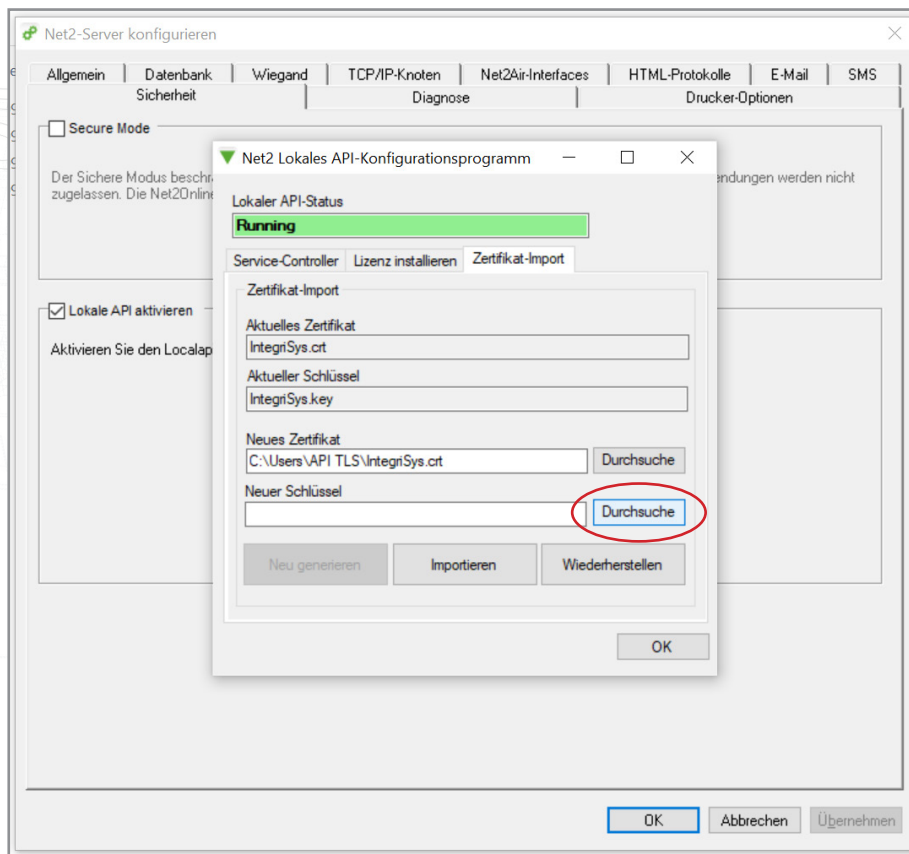 Net2-Server konfigurieren
Allgemein Datenbank Wiegand TCP/IP-Knoten Net2Air-Interfaces HTML-Protokolle E-Mail SMS
Sicherheit Diagnose Drucker-Optionen
Secure Mode
Der Sichere Modus beschr
endungen werden nicht
zugelassen. Die Net2Online
Net2 Lokales API-Konfigurationsprogramm
Lokaler API-Status
Running
Service-Controller Lizenz installieren Zertifikat-Import
Zertifikat-Import
Aktuelles Zertifikat
IntegriSys.crt
Aktueller Schlüssel
IntegriSys.key
Neues Zertifikat
C:\Users\API TLS\IntegriSys.crt Durchsuche
Neuer Schlüssel
Durchsuche
Neu generieren Importieren Wiederherstellen
OK
Lokale API aktivieren
Aktivieren Sie den Localap
OK Abbrechen Übernehmen